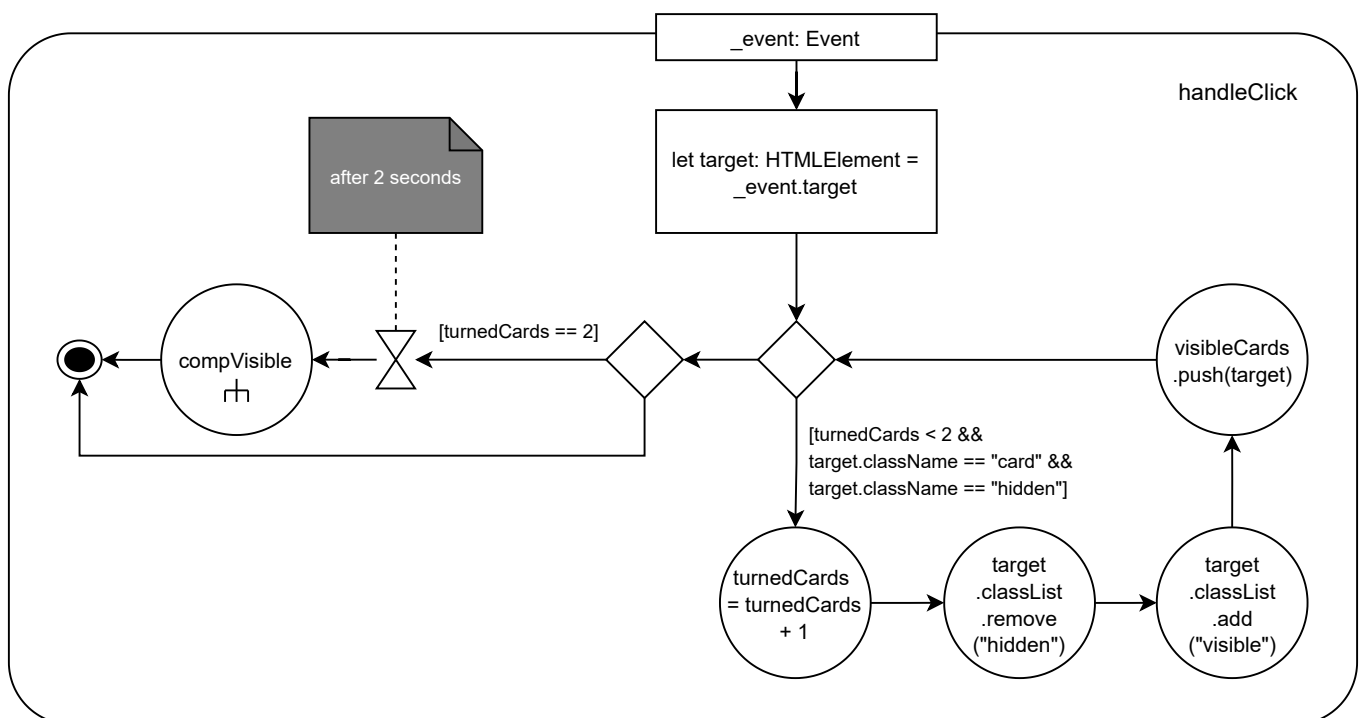 _event: Event
handleClick
let target: HTMLElement =
_event.target
after 2 seconds
[turnedCards == 2]
compVisible
visibleCards
.push(target)
[turnedCards < 2 &&
target.className == "card" &&
target.className == "hidden"]
turnedCards
= turnedCards
+ 1
target
.classList
.remove
("hidden")
target
.classList
.add
("visible")